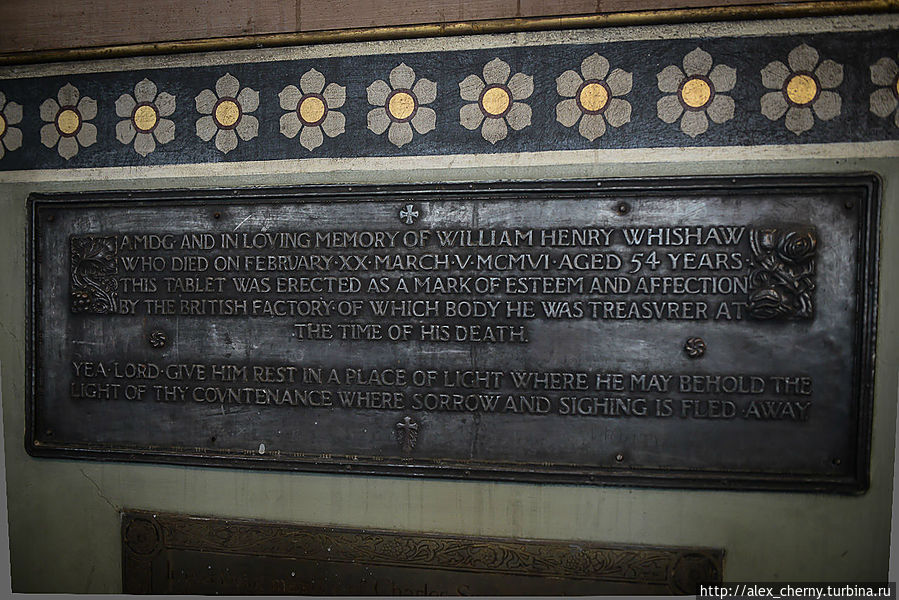 AMDG AND IN LOVING MEMORY OF WILLIAM HENRY WHISHAW
WHO DIED ON FEBRUARY·XX·MARCH·V·MCMVI·AGED 54 YEARS·
THIS TABLET WAS ERECTED AS A MARK OF ESTEEM AND AFFECTION
BY THE BRITISH FACTORY·OF WHICH BODY HE WAS TREASVRER AT
·THE TIME OF HIS DEATH·
YEA·LORD·GIVE HIM REST IN A PLACE OF LIGHT WHERE HE MAY BEHOLD THE
LIGHT OF THY COVNTENANCE WHERE SORROW AND SIGHING IS FLED AWAY
Charles
http://alex_cherny.turbina.ru